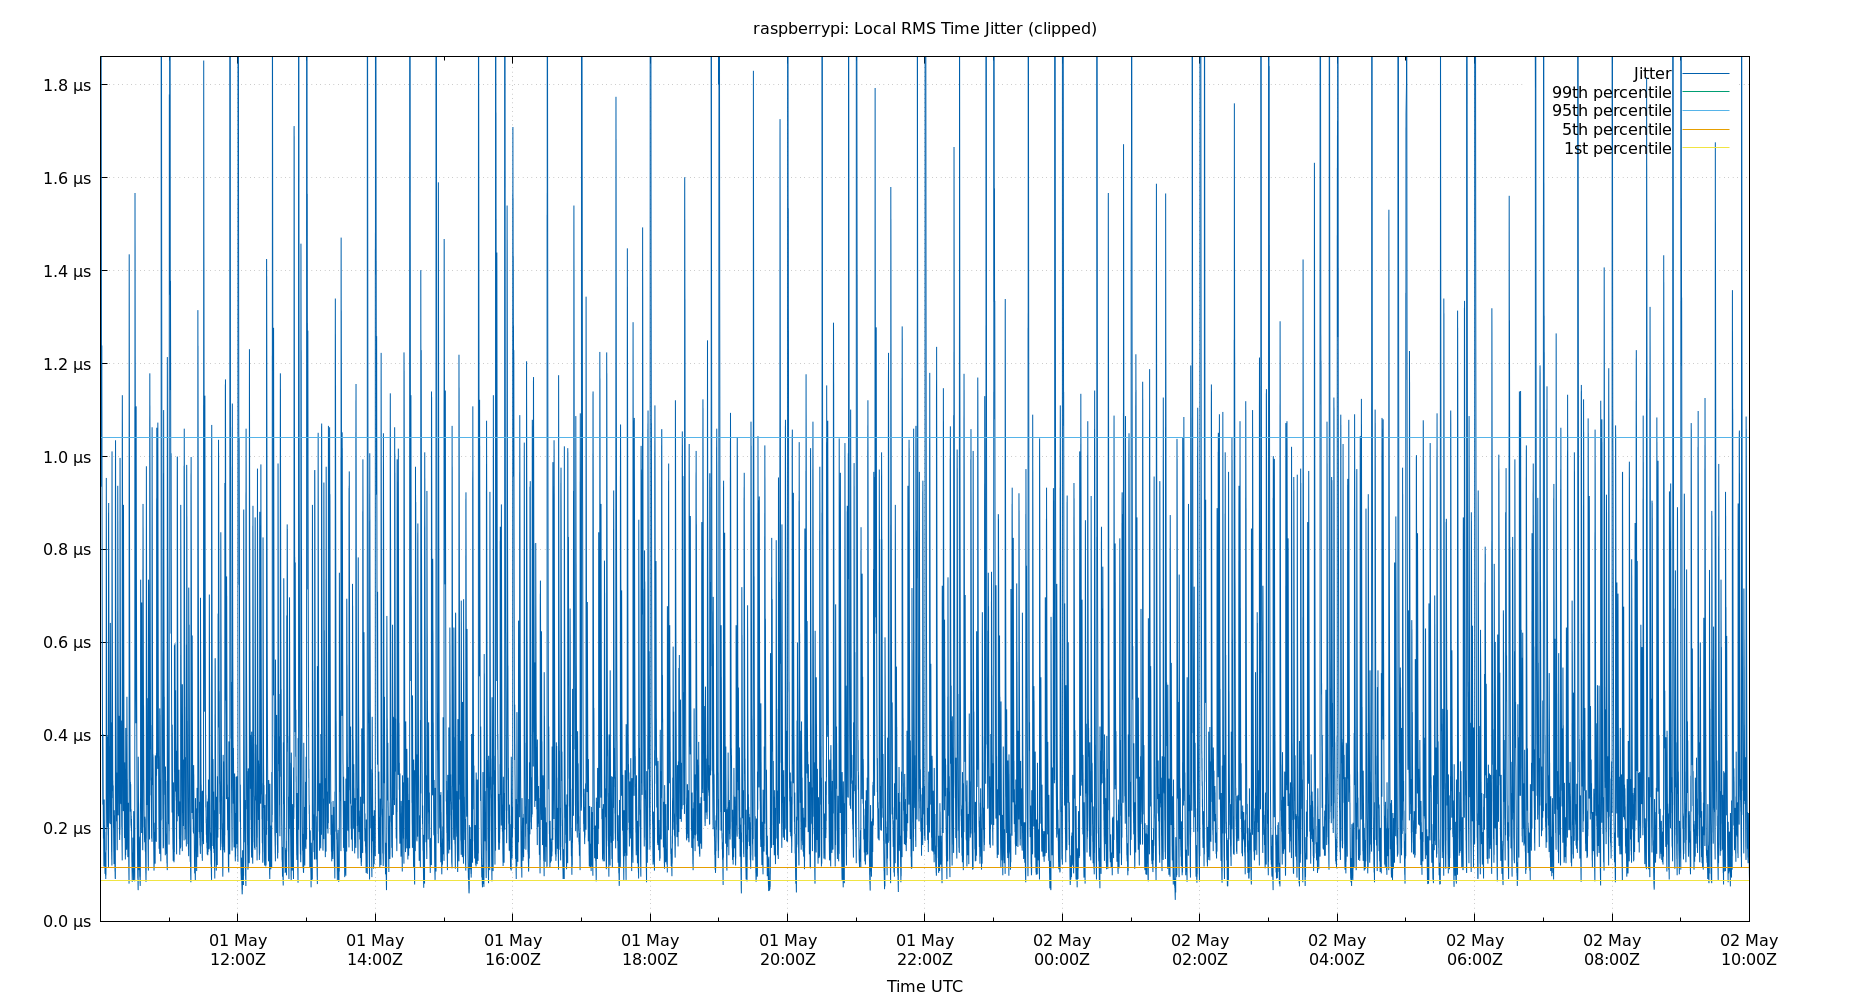 raspberrypi: Local RMS Time Jitter (clipped)
Jitter
99th percentile
95th percentile
5th percentile
1st percentile
1.8 µs
1.6 µs
1.4 µs
1.2 µs
1.0 µs
0.8 µs
0.6 µs
0.4 µs
0.2 µs
0.0 µs
01 May 01 May 01 May 01 May 01 May 01 May 02 May 02 May 02 May 02 May 02 May 02 May
12:00Z 14:00Z 16:00Z 18:00Z 20:00Z 22:00Z 00:00Z 02:00Z 04:00Z 06:00Z 08:00Z 10:00Z
Time UTC